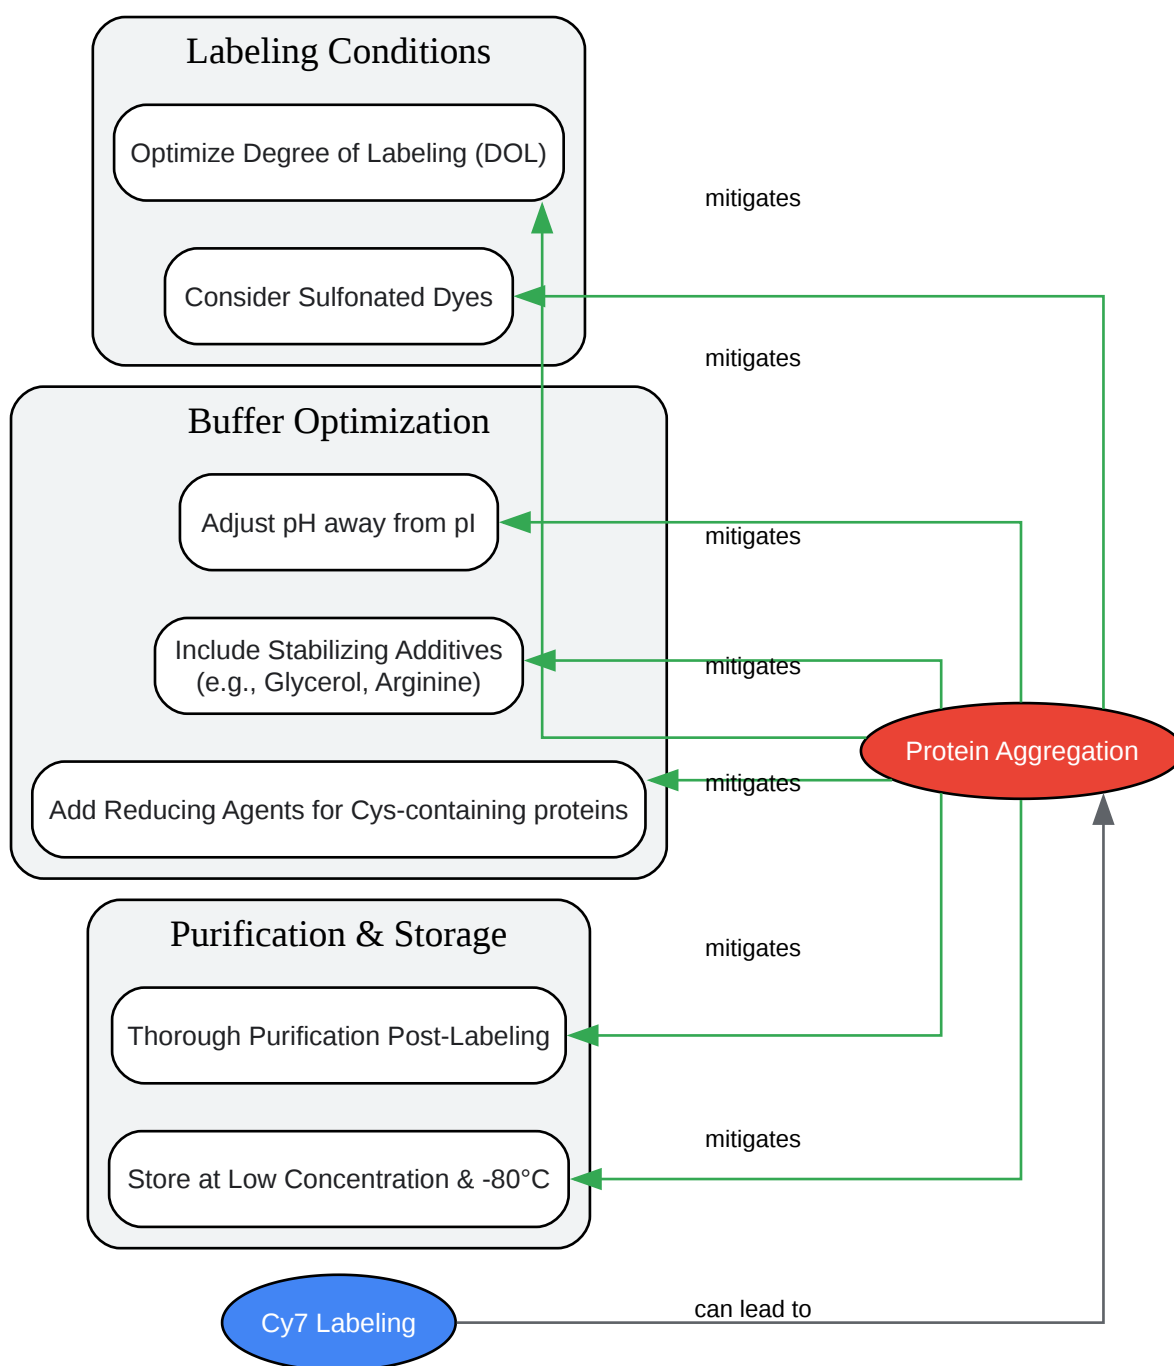 Labeling Conditions
Optimize Degree of Labeling (DOL)
mitigates
Consider Sulfonated Dyes
mitigates
Buffer Optimization
Adjust pH away from pI
mitigates
Include Stabilizing Additives
(e.g., Glycerol, Arginine)
mitigates
Protein Aggregation
mitigates
Add Reducing Agents for Cys-containing proteins
Purification & Storage
mitigates
Thorough Purification Post-Labeling
mitigates
Store at Low Concentration & -80°C
can lead to
Cy7 Labeling